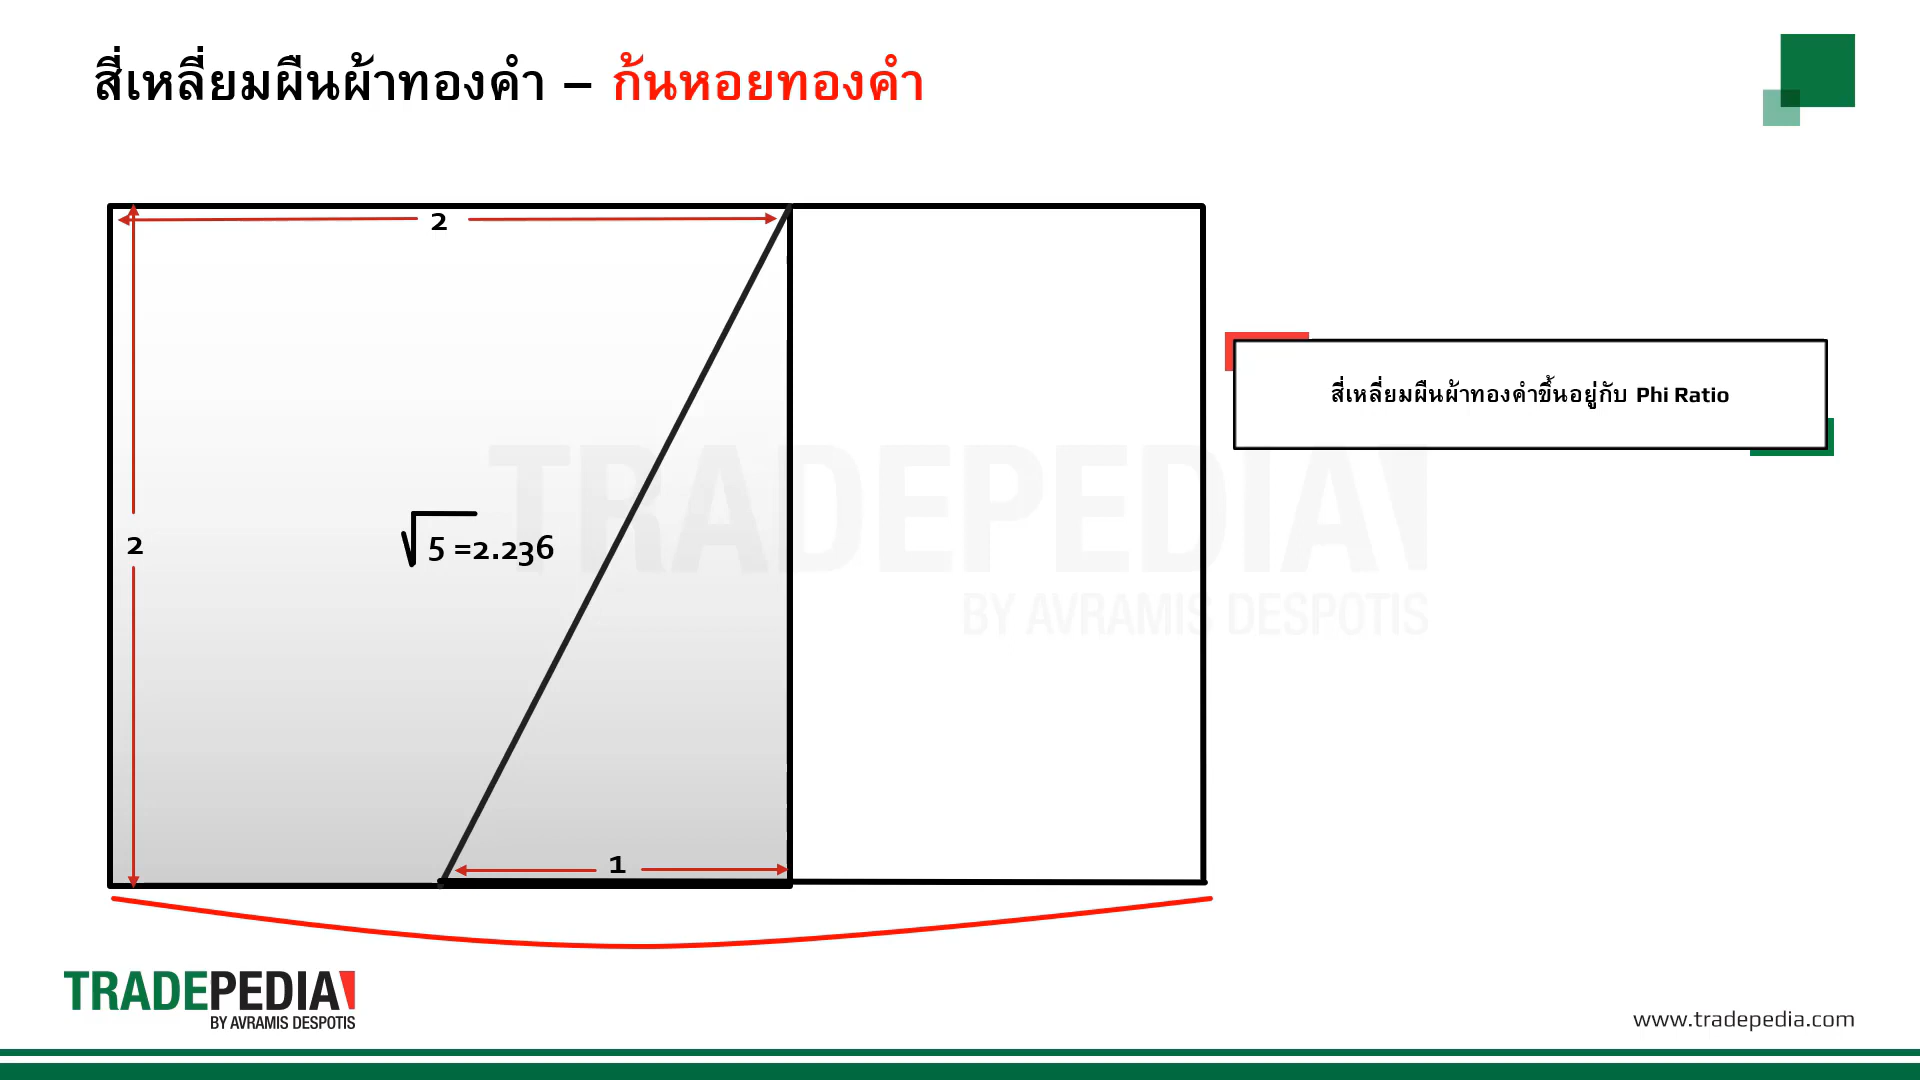 สี่เหลี่ยมผืนผ้าทองคำ – ก้นหอยทองคำ
2
สี่เหลี่ยมผืนผ้าทองคำขึ้นอยู่กับ Phi Ratio
TRADEPEDIA
BY AVRAMIS DESPOTIS
2
√5 =2.236
1
TRADEPEDIA
BY AVRAMIS DESPOTIS
www.tradepedia.com